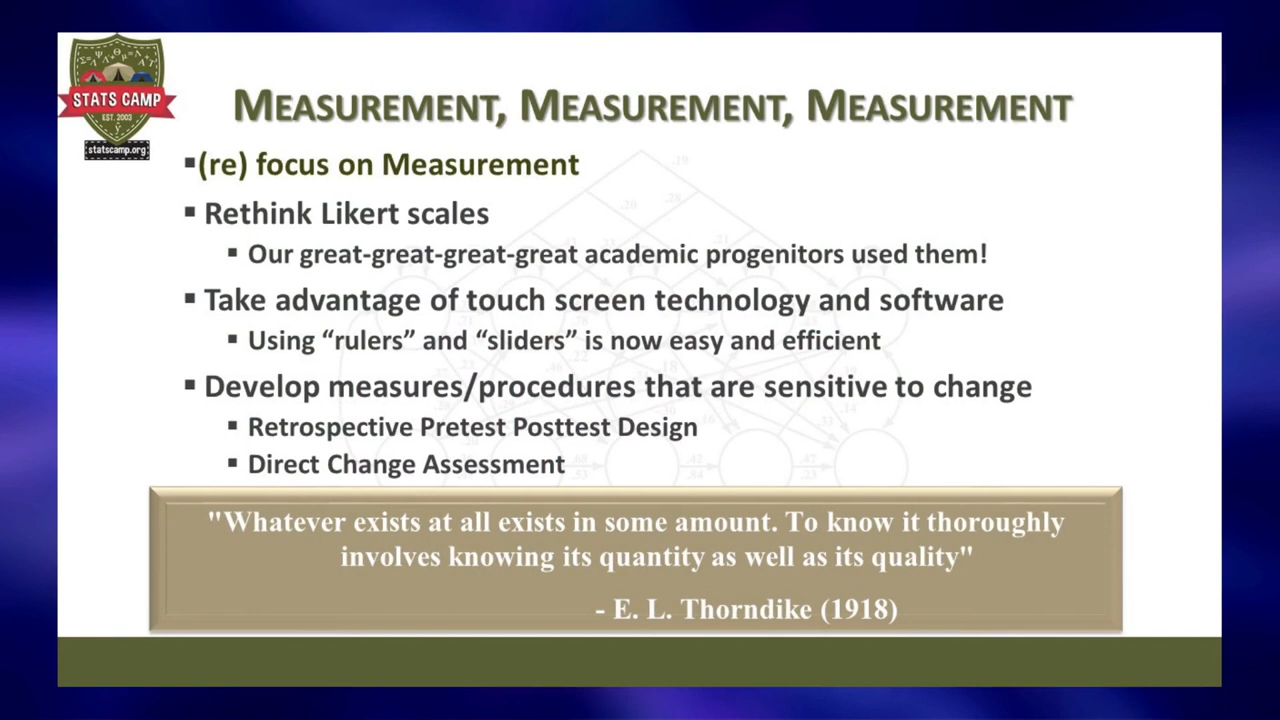 STATS CAMP
EST. 2003
statscamp.org
MEASUREMENT, MEASUREMENT, MEASUREMENT
(re) focus on Measurement
Rethink Likert scales
Our great-great-great-great academic progenitors used them!
Take advantage of touch screen technology and software
Using “rulers” and “sliders” is now easy and efficient
Develop measures/procedures that are sensitive to change
Retrospective Pretest Posttest Design
Direct Change Assessment
"Whatever exists at all exists in some amount. To know it thoroughly
involves knowing its quantity as well as its quality"
- E. L. Thorndike (1918)